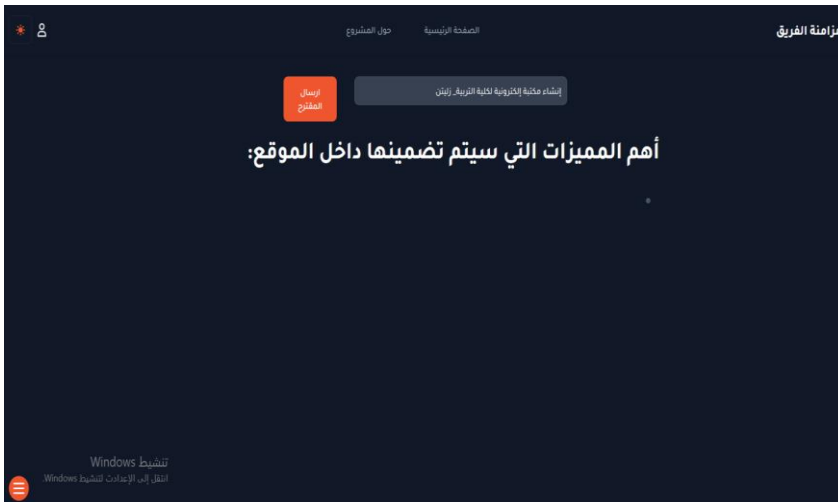 مزامنة الفريق
الصفحة الرئيسية
حول المشروع
إنشاء مكتبة إلكترونية لكلية التربية_ زليتن
ارسال
المقترح
أهم المميزات التي سيتم تضمينها داخل الموقع:
تنشيط Windows
انتقل إلى الإعدادات لتنشيط Windows.